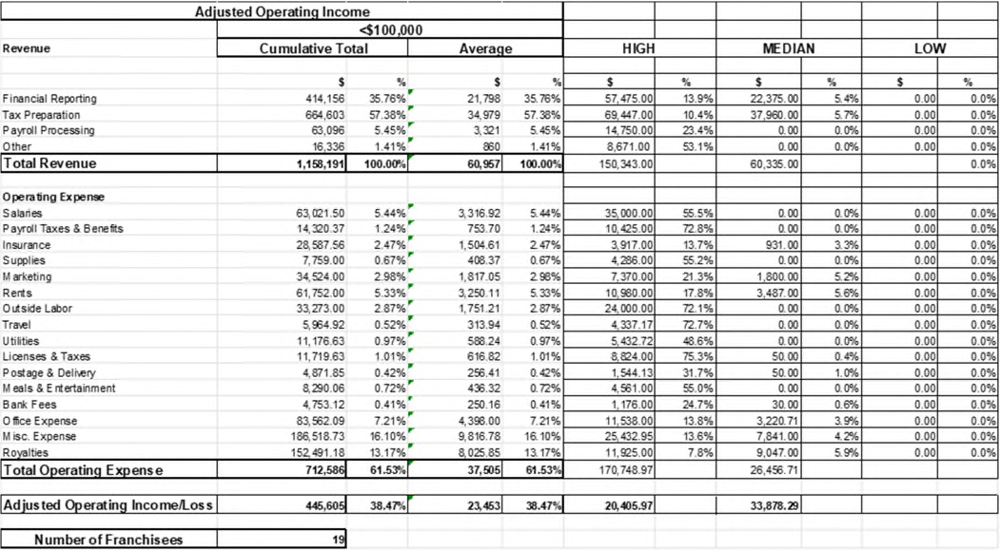 Adjusted Operating Income
<$100,000
Revenue Cumulative Total Average HIGH MEDIAN LOW
$ % $ % $ % $ % $ %
Financial Reporting 414,156 35.76% 21,798 35.76% 57,475.00 13.9% 22,375.00 5.4% 0.00 0.0%
Tax Preparation 664,603 57.38% 34,979 57.38% 69,447.00 10.4% 37,960.00 5.7% 0.00 0.0%
Payroll Processing 63,096 5.45% 3,321 5.45% 14,750.00 23.4% 0.00 0.0% 0.00 0.0%
Other 16,336 1.41% 860 1.41% 8,671.00 53.1% 0.00 0.0% 0.00 0.0%
Total Revenue 1,158,191 100.00% 60,957 100.00% 150,343.00 60,335.00 0.0%
Operating Expense
Salaries 63,021.50 5.44% 3,316.92 5.44% 35,000.00 55.5% 0.00 0.0% 0.00 0.0%
Payroll Taxes & Benefits 14,320.37 1.24% 753.70 1.24% 10,425.00 72.8% 0.00 0.0% 0.00 0.0%
Insurance 28,587.56 2.47% 1,504.61 2.47% 3,917.00 13.7% 931.00 3.3% 0.00 0.0%
Supplies 7,759.00 0.67% 408.37 0.67% 4,286.00 55.2% 0.00 0.0% 0.00 0.0%
Marketing 34,524.00 2.98% 1,817.05 2.98% 7,370.00 21.3% 1,800.00 5.2% 0.00 0.0%
Rents 61,752.00 5.33% 3,250.11 5.33% 10,980.00 17.8% 3,487.00 5.6% 0.00 0.0%
Outside Labor 33,273.00 2.87% 1,751.21 2.87% 24,000.00 72.1% 0.00 0.0% 0.00 0.0%
Travel 5,964.92 0.52% 313.94 0.52% 4,337.17 72.7% 0.00 0.0% 0.00 0.0%
Utilities 11,176.63 0.97% 588.24 0.97% 5,432.72 48.6% 0.00 0.0% 0.00 0.0%
Licenses & Taxes 11,719.63 1.01% 616.82 1.01% 8,824.00 75.3% 50.00 0.4% 0.00 0.0%
Postage & Delivery 4,871.85 0.42% 256.41 0.42% 1,544.13 31.7% 50.00 1.0% 0.00 0.0%
Meals & Entertainment 8,290.06 0.72% 436.32 0.72% 4,561.00 55.0% 0.00 0.0% 0.00 0.0%
Bank Fees 4,753.12 0.41% 250.16 0.41% 1,176.00 24.7% 30.00 0.6% 0.00 0.0%
Office Expense 83,562.09 7.21% 4,398.00 7.21% 11,538.00 13.8% 3,220.71 3.9% 0.00 0.0%
Misc. Expense 186,518.73 16.10% 9,816.78 16.10% 25,432.95 13.6% 7,841.00 4.2% 0.00 0.0%
Royalties 152,491.18 13.17% 8,025.85 13.17% 11,925.00 7.8% 9,047.00 5.9% 0.00 0.0%
Total Operating Expense 712,586 61.53% 37,505 61.53% 170,748.97 26,456.71
Adjusted Operating Income/Loss 445,605 38.47% 23,453 38.47% 20,405.97 33,878.29
Number of Franchisees 19